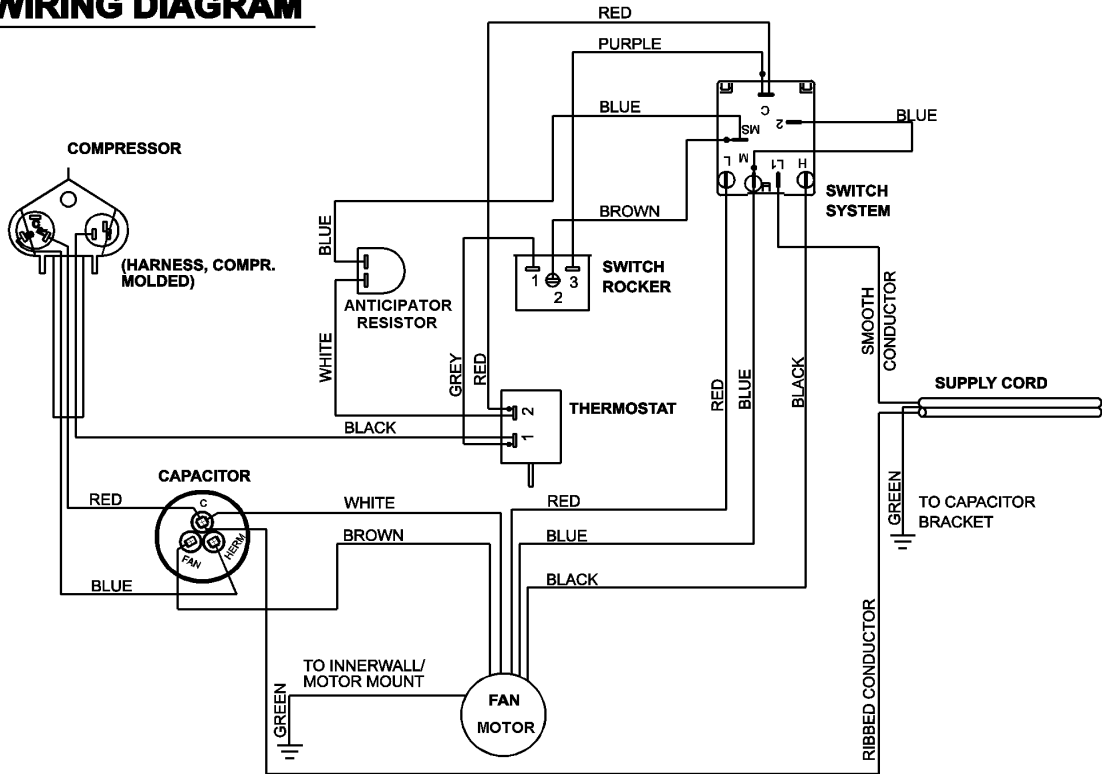 WIRING DIAGRAM
RED
PURPLE
BLUE
C
2
BLUE
MS
M
L
L1
H
SWITCH
SYSTEM
COMPRESSOR
(HARNESS, COMPR.
MOLDED)
BLUE
BROWN
1
2
3
SWITCH
ROCKER
ANTICIPATOR
RESISTOR
WHITE
GREY
RED
2
1
THERMOSTAT
BLACK
RED
BLUE
BLACK
SMOOTH
CONDUCTOR
SUPPLY CORD
CAPACITOR
C
FAN
HERM
RED
BLUE
WHITE
BROWN
RED
BLUE
BLACK
GREEN
TO CAPACITOR
BRACKET
RIBBED CONDUCTOR
TO INNERWALL/
MOTOR MOUNT
GREEN
FAN
MOTOR